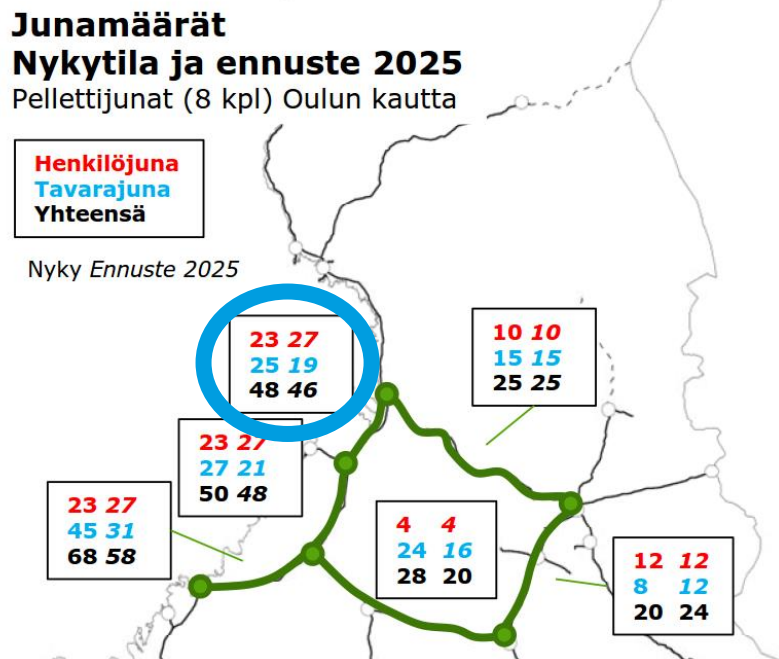 Junamäärät
Nykytila ja ennuste 2025
Pellettijunat (8 kpl) Oulun kautta
Henkilöjuna
Tavarajuna
Yhteensä
Nyky Ennuste 2025
23 27
25 19
48 46
10 10
15 15
25 25
23 27
27 21
50 48
23 27
45 31
68 58
4 4
24 16
28 20
12 12
8 12
20 24